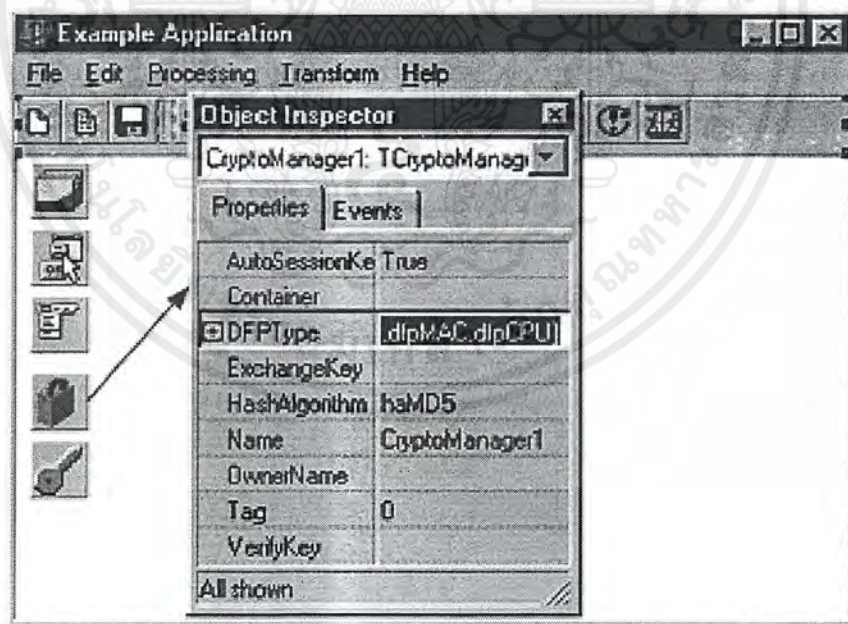 Example Application
File Edit Processing Transform Help
Object Inspector
CryptoManager1: TCryptoManag
Properties Events
AutoSessionKe True
Container
DFPType .dfpMAC,dfpCPU]
ExchangeKey
HashAlgorithm haMD5
Name CryptoManager1
OwnerName
Tag 0
VerifyKey
All shown